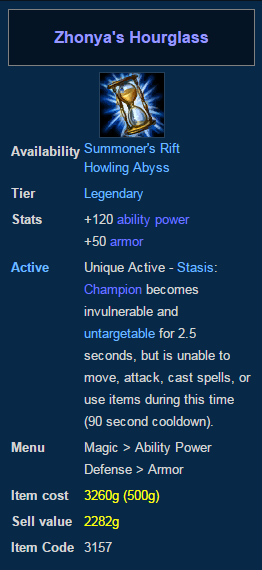 Zhonya's Hourglass
Availability Summoner's Rift
Howling Abyss
Tier Legendary
Stats +120 ability power
+50 armor
Active Unique Active - Stasis:
Champion becomes
invulnerable and
untargetable for 2.5
seconds, but is unable to
move, attack, cast spells, or
use items during this time
(90 second cooldown).
Menu Magic > Ability Power
Defense > Armor
Item cost 3260g (500g)
Sell value 2282g
Item Code 3157